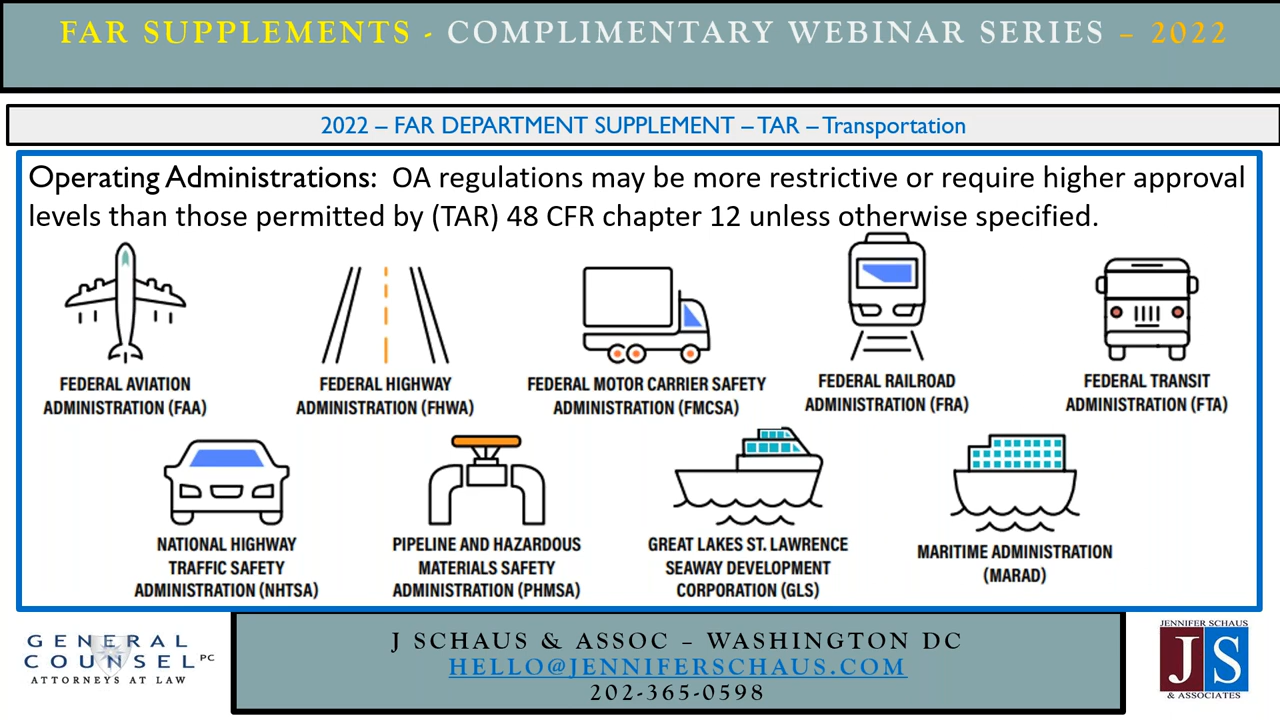 FAR SUPPLEMENTS - COMPLIMENTARY WEBINAR SERIES – 2022
2022 – FAR DEPARTMENT SUPPLEMENT – TAR – Transportation
Operating Administrations: OA regulations may be more restrictive or require higher approval
levels than those permitted by (TAR) 48 CFR chapter 12 unless otherwise specified.
FEDERAL AVIATION
ADMINISTRATION (FAA)
FEDERAL HIGHWAY
ADMINISTRATION (FHWA)
FEDERAL MOTOR CARRIER SAFETY
ADMINISTRATION (FMCSA)
FEDERAL RAILROAD
ADMINISTRATION (FRA)
FEDERAL TRANSIT
ADMINISTRATION (FTA)
NATIONAL HIGHWAY
TRAFFIC SAFETY
ADMINISTRATION (NHTSA)
PIPELINE AND HAZARDOUS
MATERIALS SAFETY
ADMINISTRATION (PHMSA)
GREAT LAKES ST. LAWRENCE
SEAWAY DEVELOPMENT
CORPORATION (GLS)
MARITIME ADMINISTRATION
(MARAD)
GENERAL
COUNSEL PC
ATTORNEYS AT LAW
J SCHAUS & ASSOC – WASHINGTON DC
HELLO@JENNIFERSCHAUS.COM
202-365-0598
JENNIFER SCHAUS
JS
& ASSOCIATES